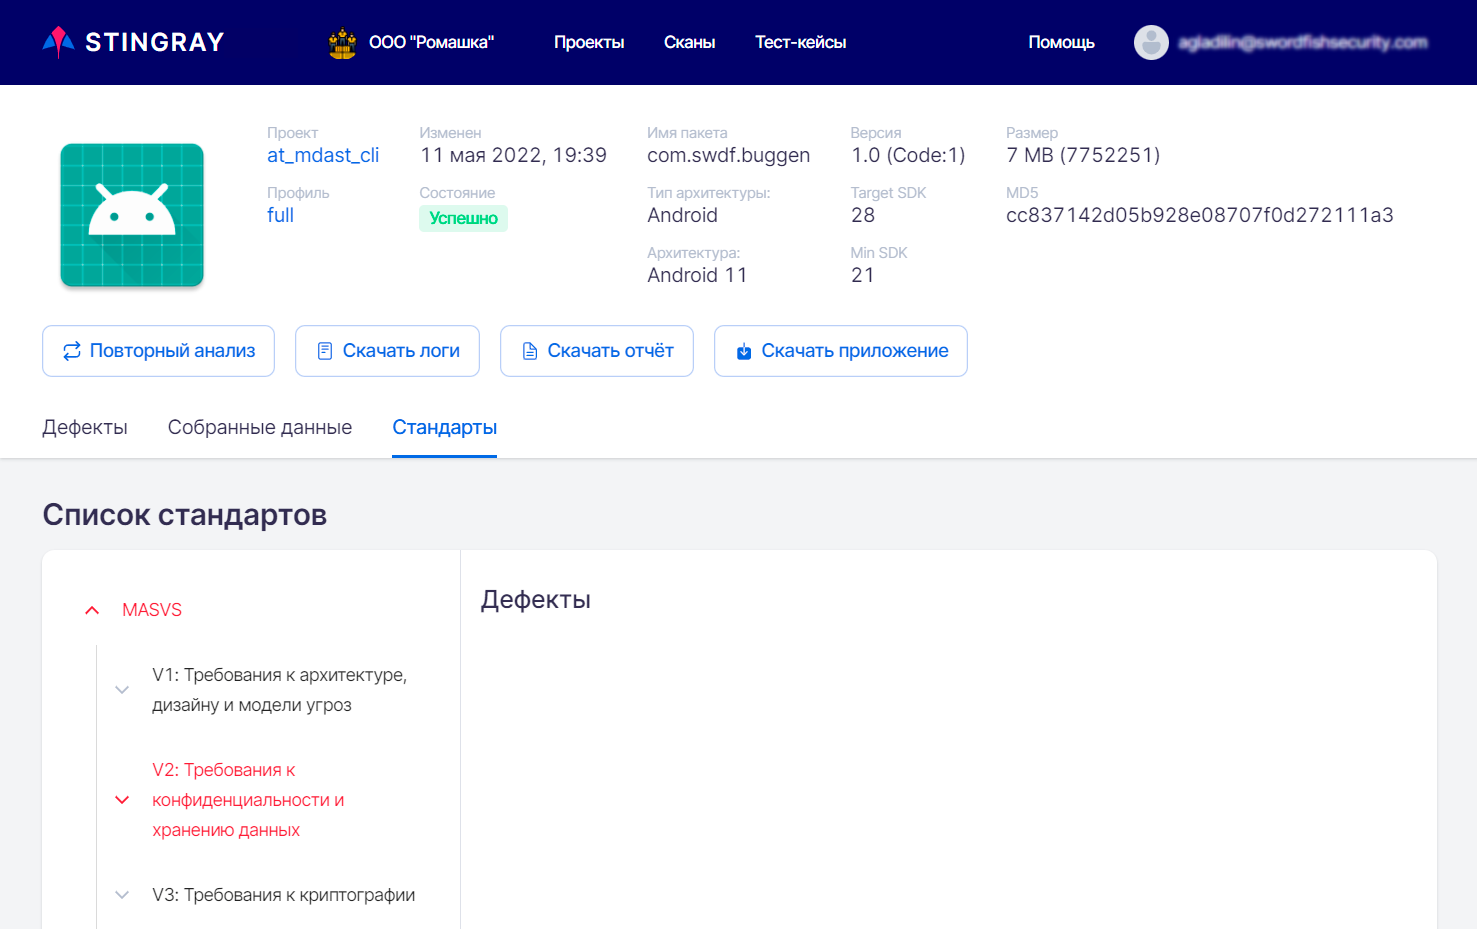 STINGRAY
ООО "Ромашка"
Проекты
Сканы
Тест-кейсы
Помощь
agladilin@swordfishsecurity.com
Проект
at_mdast_cli
Изменен
11 мая 2022, 19:39
Имя пакета
com.swdf.buggen
Версия
1.0 (Code:1)
Размер
7 MB (7752251)
Профиль
full
Состояние
Успешно
Тип архитектуры:
Android
Target SDK
28
MD5
cc837142d05b928e08707f0d272111a3
Архитектура:
Android 11
Min SDK
21
Повторный анализ
Скачать логи
Скачать отчёт
Скачать приложение
Дефекты
Собранные данные
Стандарты
Список стандартов
MASVS
V1: Требования к архитектуре,
дизайну и модели угроз
V2: Требования к
конфиденциальности и
хранению данных
V3: Требования к криптографии
Дефекты